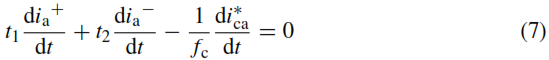 t₁ di_a⁺/dt + t₂ di_a⁻/dt − 1/f_c di*_ca/dt = 0 (7)